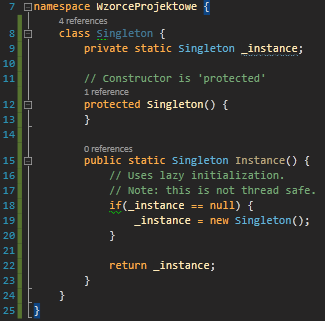 7 namespace WzorceProjektowe {
4 references
8 class Singleton {
9 private static Singleton _instance;
10
11 // Constructor is 'protected'
1 reference
12 protected Singleton() {
13 }
14
0 references
15 public static Singleton Instance() {
16 // Uses lazy initialization.
17 // Note: this is not thread safe.
18 if(_instance == null) {
19 _instance = new Singleton();
20 }
21
22 return _instance;
23 }
24 }
25 }